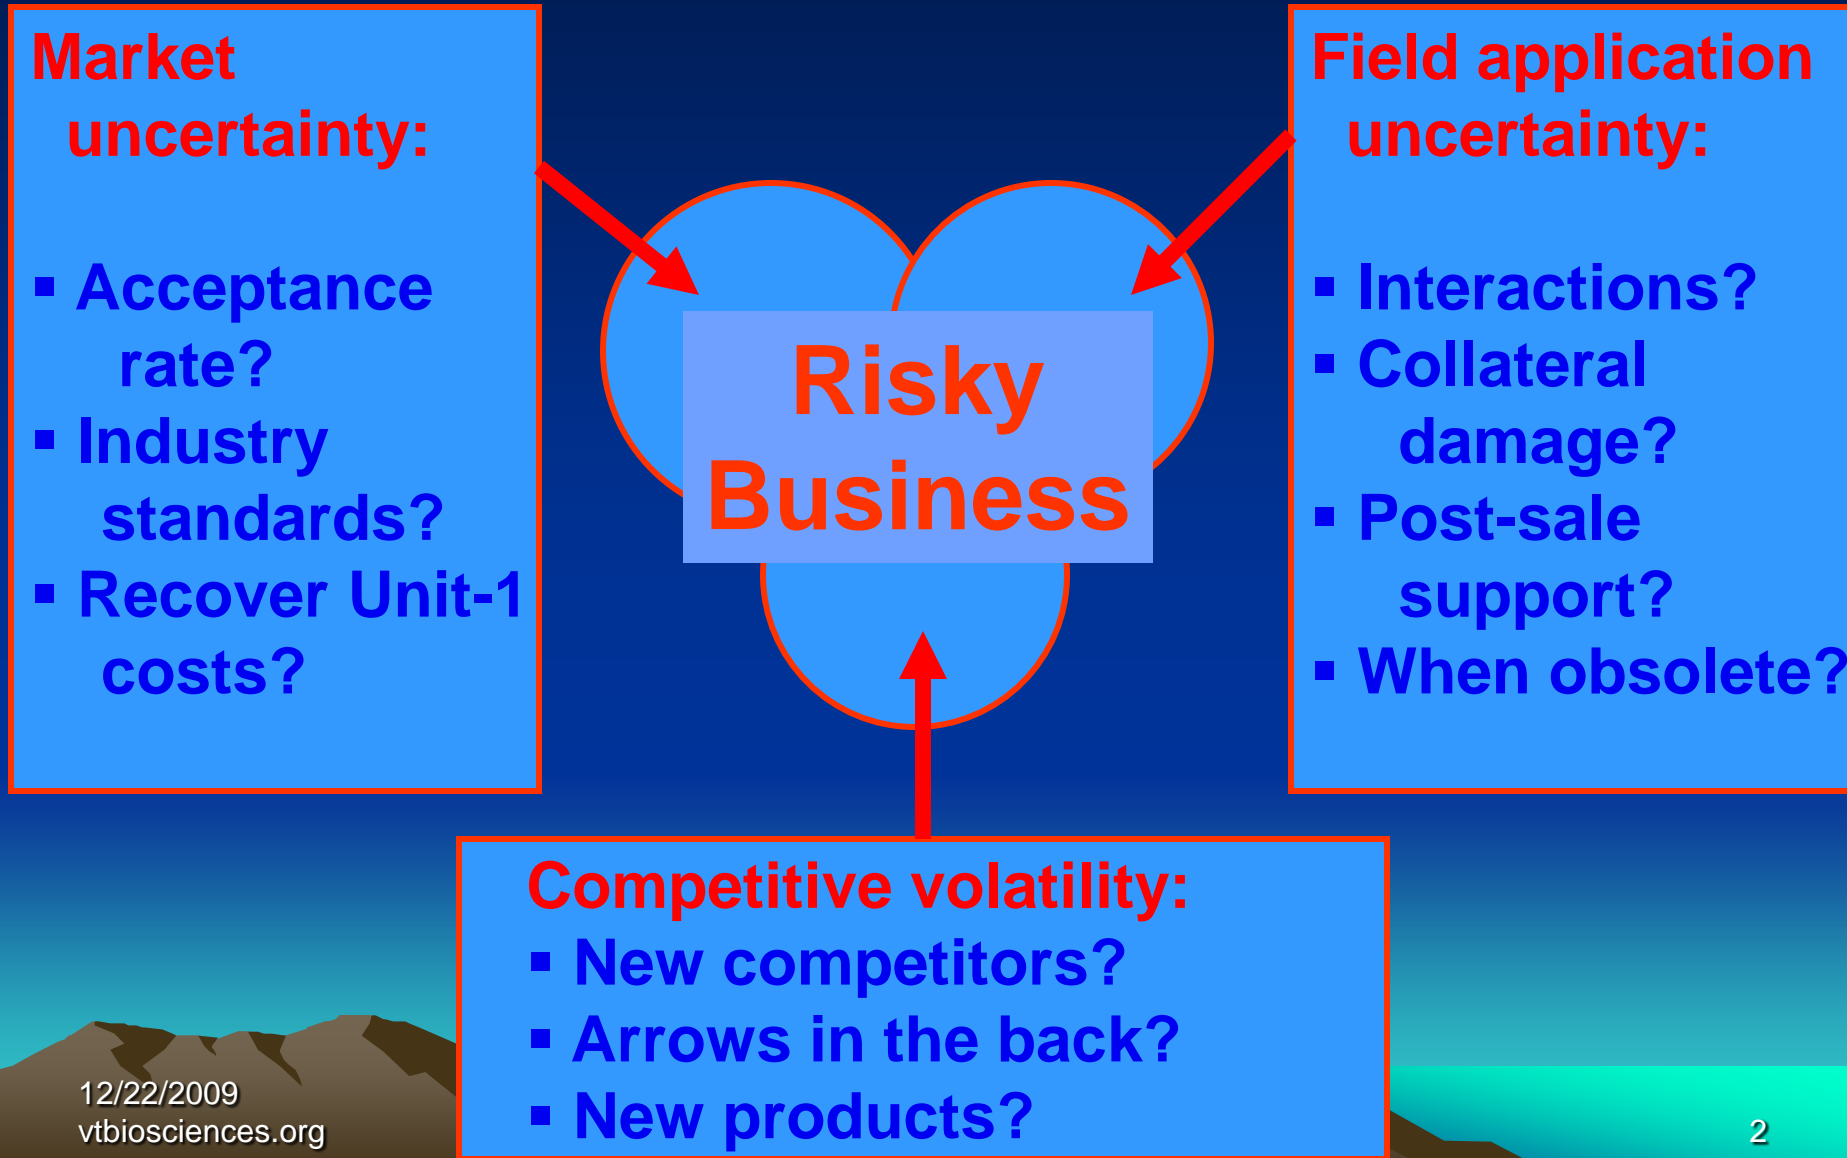 Market
uncertainty:
▪ Acceptance
rate?
▪ Industry
standards?
▪ Recover Unit-1
costs?
Risky
Business
Field application
uncertainty:
▪ Interactions?
▪ Collateral
damage?
▪ Post-sale
support?
▪ When obsolete?
Competitive volatility:
▪ New competitors?
▪ Arrows in the back?
▪ New products?
12/22/2009
vtbiosciences.org
2